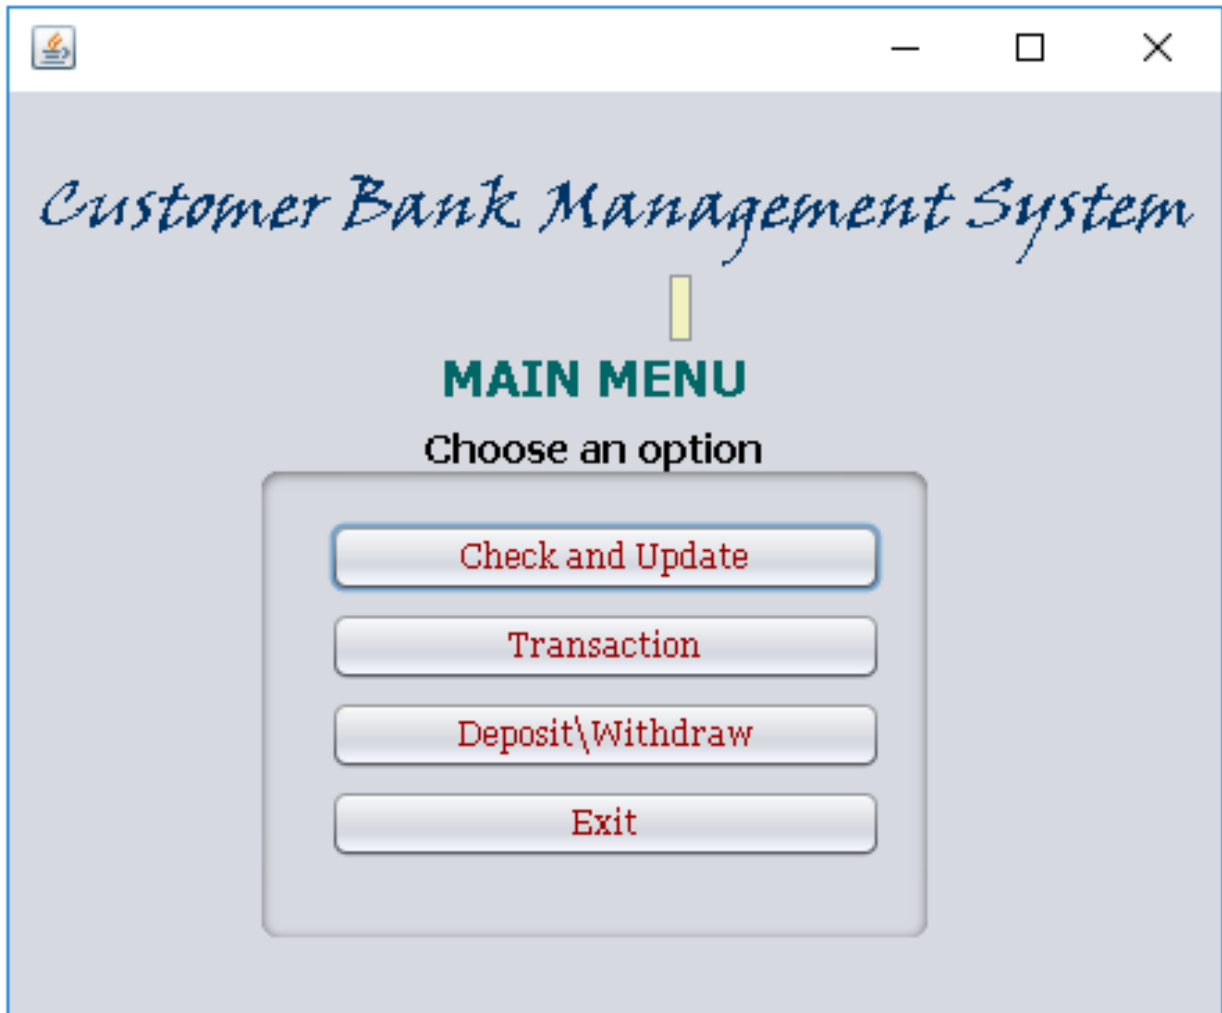 Customer Bank Management System
MAIN MENU
Choose an option
Check and Update
Transaction
Deposit\Withdraw
Exit